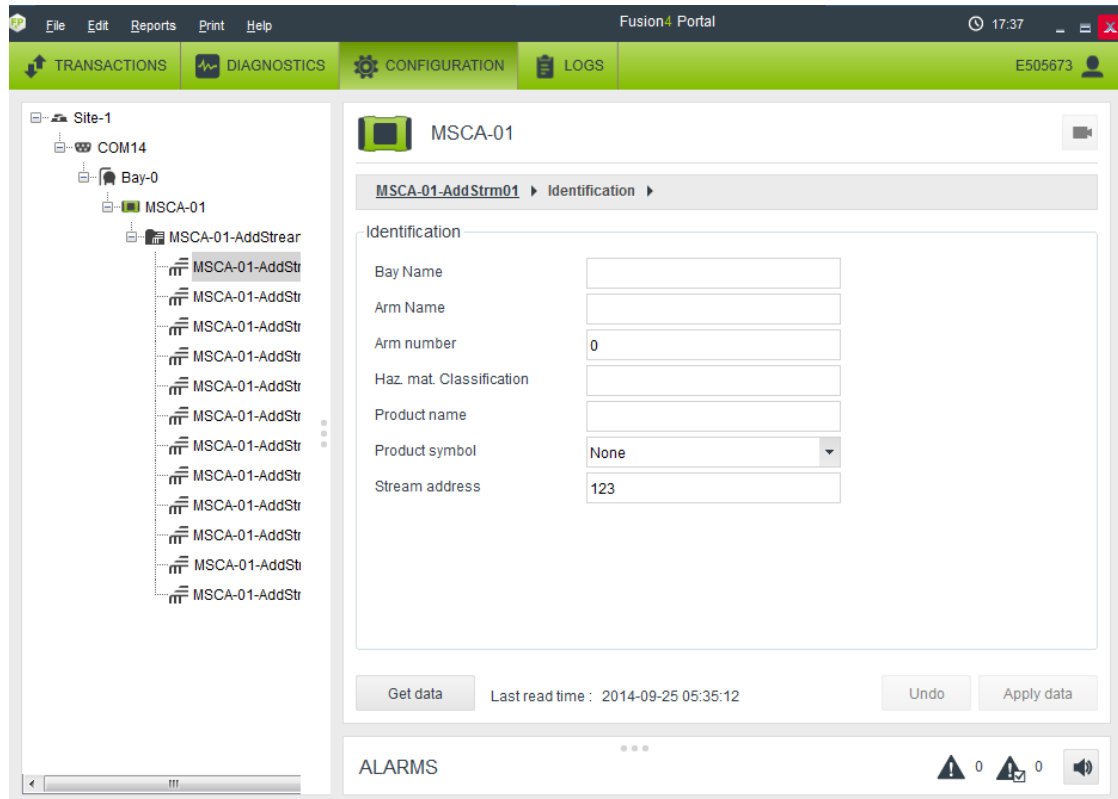 FP File Edit Reports Print Help Fusion4 Portal 17:37
TRANSACTIONS DIAGNOSTICS CONFIGURATION LOGS E505673
Site-1
COM14
Bay-0
MSCA-01
MSCA-01-AddStrear
MSCA-01-AddStr
MSCA-01-AddStr
MSCA-01-AddStr
MSCA-01-AddStr
MSCA-01-AddStr
MSCA-01-AddStr
MSCA-01-AddStr
MSCA-01-AddStr
MSCA-01-AddStr
MSCA-01-AddStr
MSCA-01-AddStr
MSCA-01-AddStr
MSCA-01
MSCA-01-AddStrm01 Identification
Identification
Bay Name
Arm Name
Arm number 0
Haz. mat. Classification
Product name
Product symbol None
Stream address 123
Get data Last read time : 2014-09-25 05:35:12 Undo Apply data
ALARMS 0 0